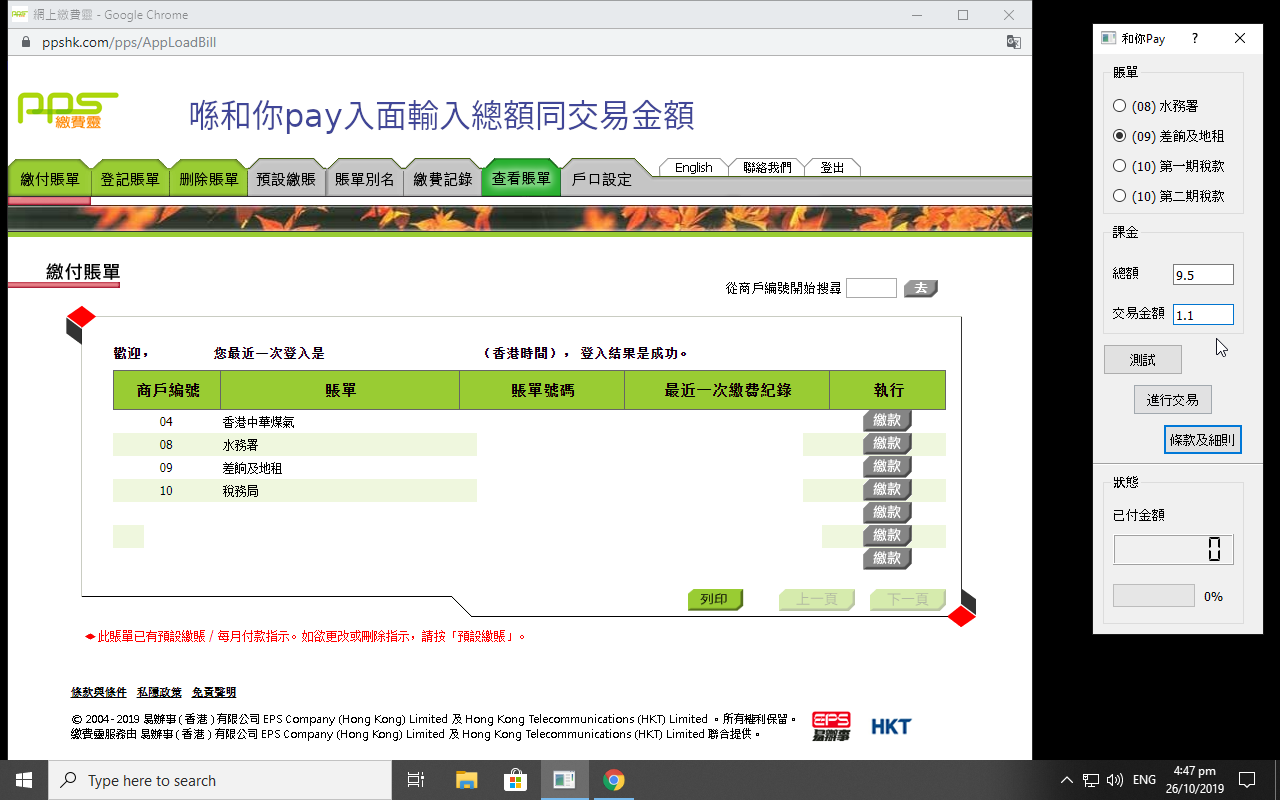 網上繳費靈 - Google Chrome
ppshk.com/pps/AppLoadBill
pps
繳費靈
喺和你pay入面輸入總額同交易金額
繳付賬單 登記賬單 刪除賬單 預設繳賬 賬單別名 繳費記錄 查看賬單 戶口設定 English 聯絡我們 登出
繳付賬單
從商戶編號開始搜尋 去
歡迎， 您最近一次登入是 （香港時間），登入結果是成功。
商戶編號 賬單 賬單號碼 最近一次繳費紀錄 執行
04 香港中華煤氣 繳款
08 水務署 繳款
09 差餉及地租 繳款
10 稅務局 繳款
繳款
繳款
繳款
列印 上一頁 下一頁
此賬單已有預設繳賬 / 每月付款指示。如欲更改或刪除指示，請按「預設繳賬」。
條款與條件 私隱政策 免責聲明
© 2004 - 2019 易辦事 ( 香港 ) 有限公司 EPS Company (Hong Kong) Limited 及 Hong Kong Telecommunications (HKT) Limited 。所有權利保留。
繳費靈服務由 易辦事 ( 香港 ) 有限公司 EPS Company (Hong Kong) Limited 及 Hong Kong Telecommunications (HKT) Limited 聯合提供。
EPS
易辦事
HKT
和你Pay ?
賬單
(08) 水務署
(09) 差餉及地租
(10) 第一期稅款
(10) 第二期稅款
課金
總額 9.5
交易金額 1.1
測試
進行交易
條款及細則
狀態
已付金額
0
0%
Type here to search
ENG
4:47 pm
26/10/2019